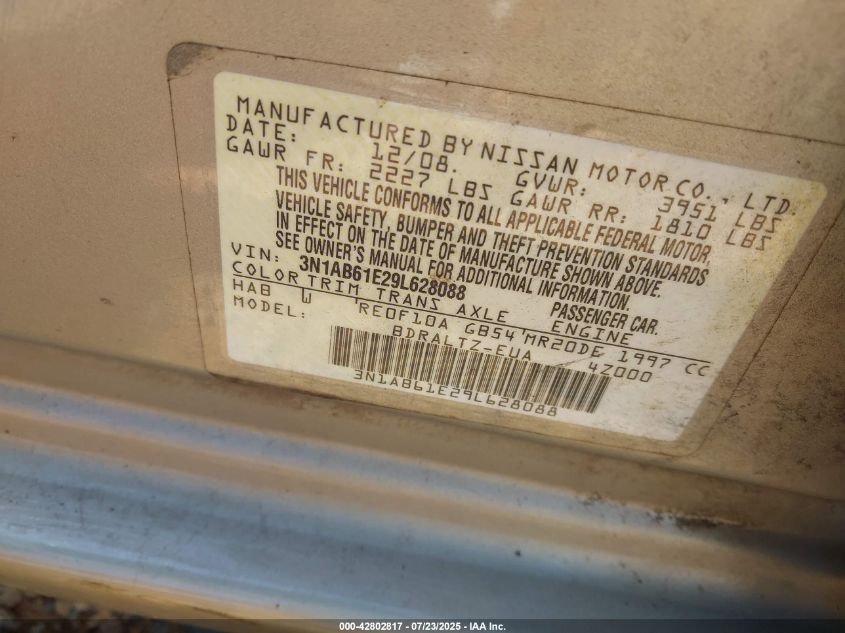 MANUFACTURED BY NISSAN MOTOR CO., LTD.
DATE: 12/08. GVWR: 3951 LBS
GAWR FR: 2227 LBS GAWR RR: 1810 LBS
THIS VEHICLE CONFORMS TO ALL APPLICABLE FEDERAL MOTOR
VEHICLE SAFETY, BUMPER AND THEFT PREVENTION STANDARDS
IN EFFECT ON THE DATE OF MANUFACTURE SHOWN ABOVE.
SEE OWNER'S MANUAL FOR ADDITIONAL INFORMATION.
VIN: 3N1AB61E29L628088 PASSENGER CAR.
COLOR TRIM TRANS AXLE ENGINE
HAB W RE0F10A GB54 MR20DE 1997 CC
MODEL: BDRALTZ-EUA 4Z000
3N1AB61E29L628088
000-42802817 - 07/23/2025 - IAA Inc.